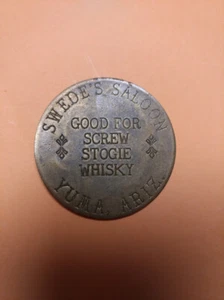 SWEDE'S SALOON
GOOD FOR
SCREW
STOGIE
WHISKY
YUMA, ARIZ.